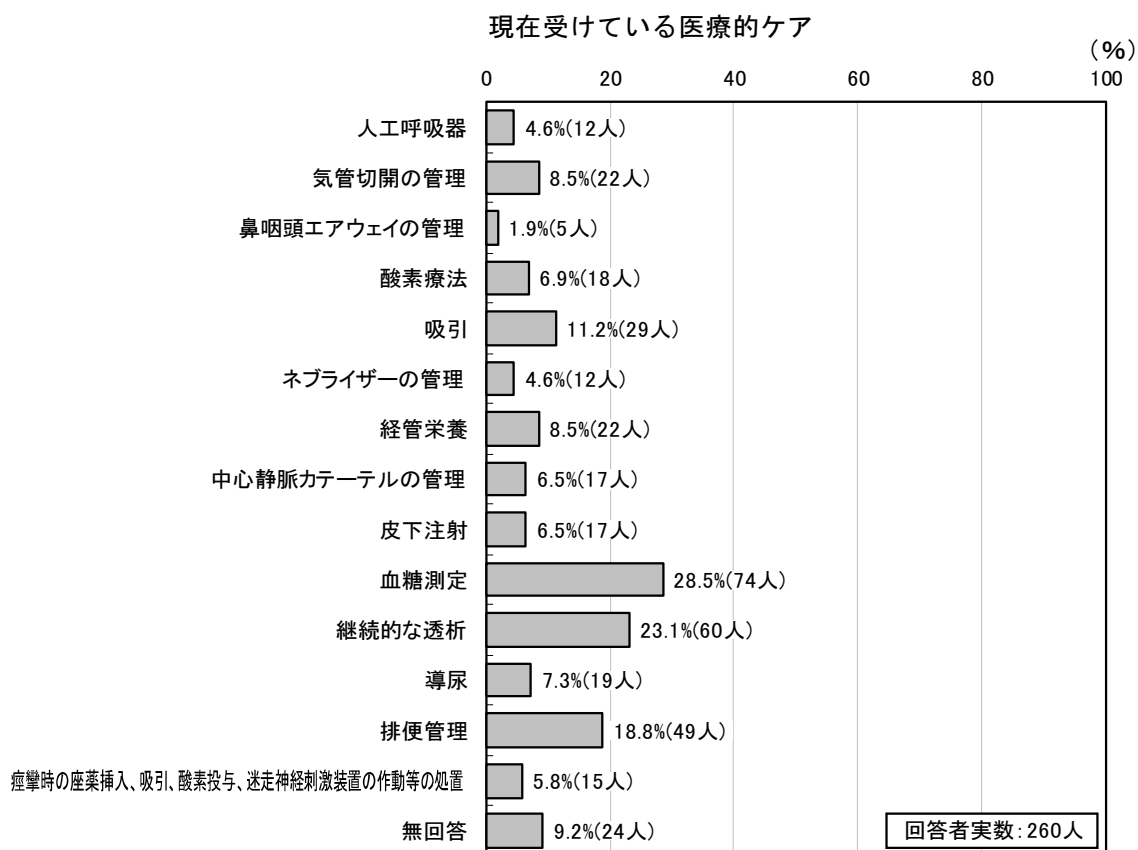 現在受けている医療的ケア
(%)
0 20 40 60 80 100
人工呼吸器 4.6%(12人)
気管切開の管理 8.5%(22人)
鼻咽頭エアウェイの管理 1.9%(5人)
酸素療法 6.9%(18人)
吸引 11.2%(29人)
ネブライザーの管理 4.6%(12人)
経管栄養 8.5%(22人)
中心静脈カテーテルの管理 6.5%(17人)
皮下注射 6.5%(17人)
血糖測定 28.5%(74人)
継続的な透析 23.1%(60人)
導尿 7.3%(19人)
排便管理 18.8%(49人)
痙攣時の座薬挿入、吸引、酸素投与、迷走神経刺激装置の作動等の処置 5.8%(15人)
無回答 9.2%(24人)
回答者実数:260人